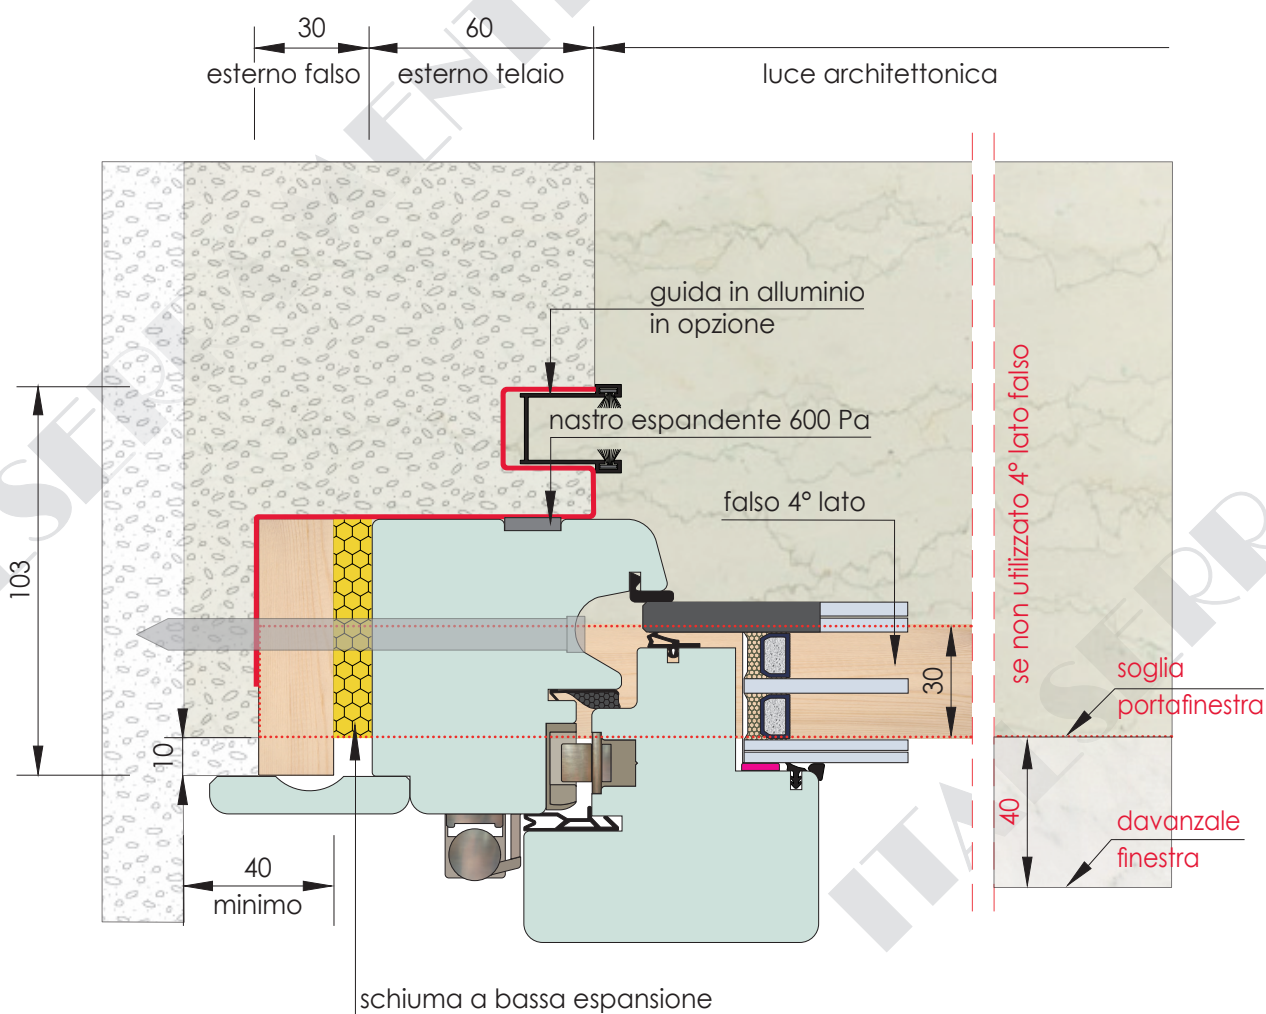 30
60
esterno falso
esterno telaio
luce architettonica
guida in alluminio
in opzione
nastro espandente 600 Pa
falso 4° lato
se non utilizzato 4° lato falso
103
30
soglia
portafinestra
10
40
davanzale
finestra
40
minimo
schiuma a bassa espansione